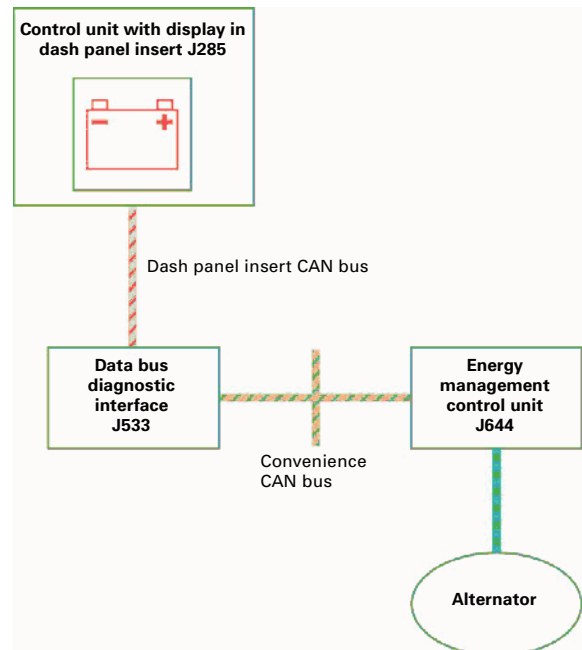 Control unit with display in
dash panel insert J285
Dash panel insert CAN bus
Data bus
diagnostic
interface
J533
Energy
management
control unit
J644
Convenience
CAN bus
Alternator